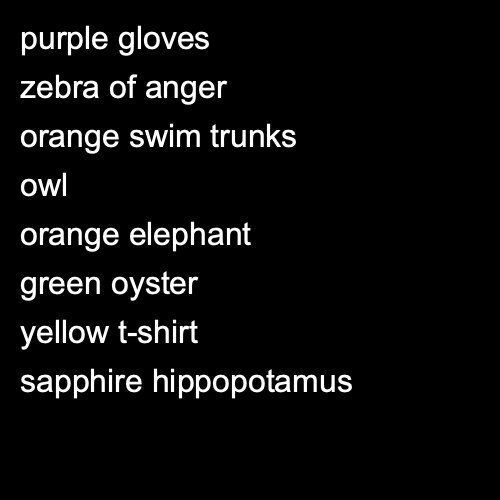 purple gloves
zebra of anger
orange swim trunks
owl
orange elephant
green oyster
yellow t-shirt
sapphire hippopotamus